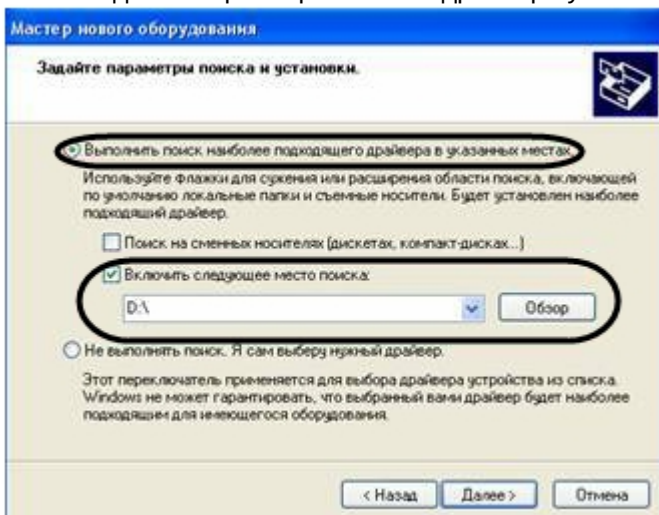 Мастер нового оборудования
Задайте параметры поиска и установки.
Выполнить поиск наиболее подходящего драйвера в указанных местах.
Используйте флажки для сужения или расширения области поиска, включающей
по умолчанию локальные папки и съемные носители. Будет установлен наиболее
подходящий драйвер.
Поиск на сменных носителях (дискетах, компакт-дисках...)
Включить следующее место поиска:
D:\
Обзор
Не выполнять поиск. Я сам выберу нужный драйвер.
Этот переключатель применяется для выбора драйвера устройства из списка.
Windows не может гарантировать, что выбранный вами драйвер будет наиболее
подходящим для имеющегося оборудования.
< Назад Далее > Отмена